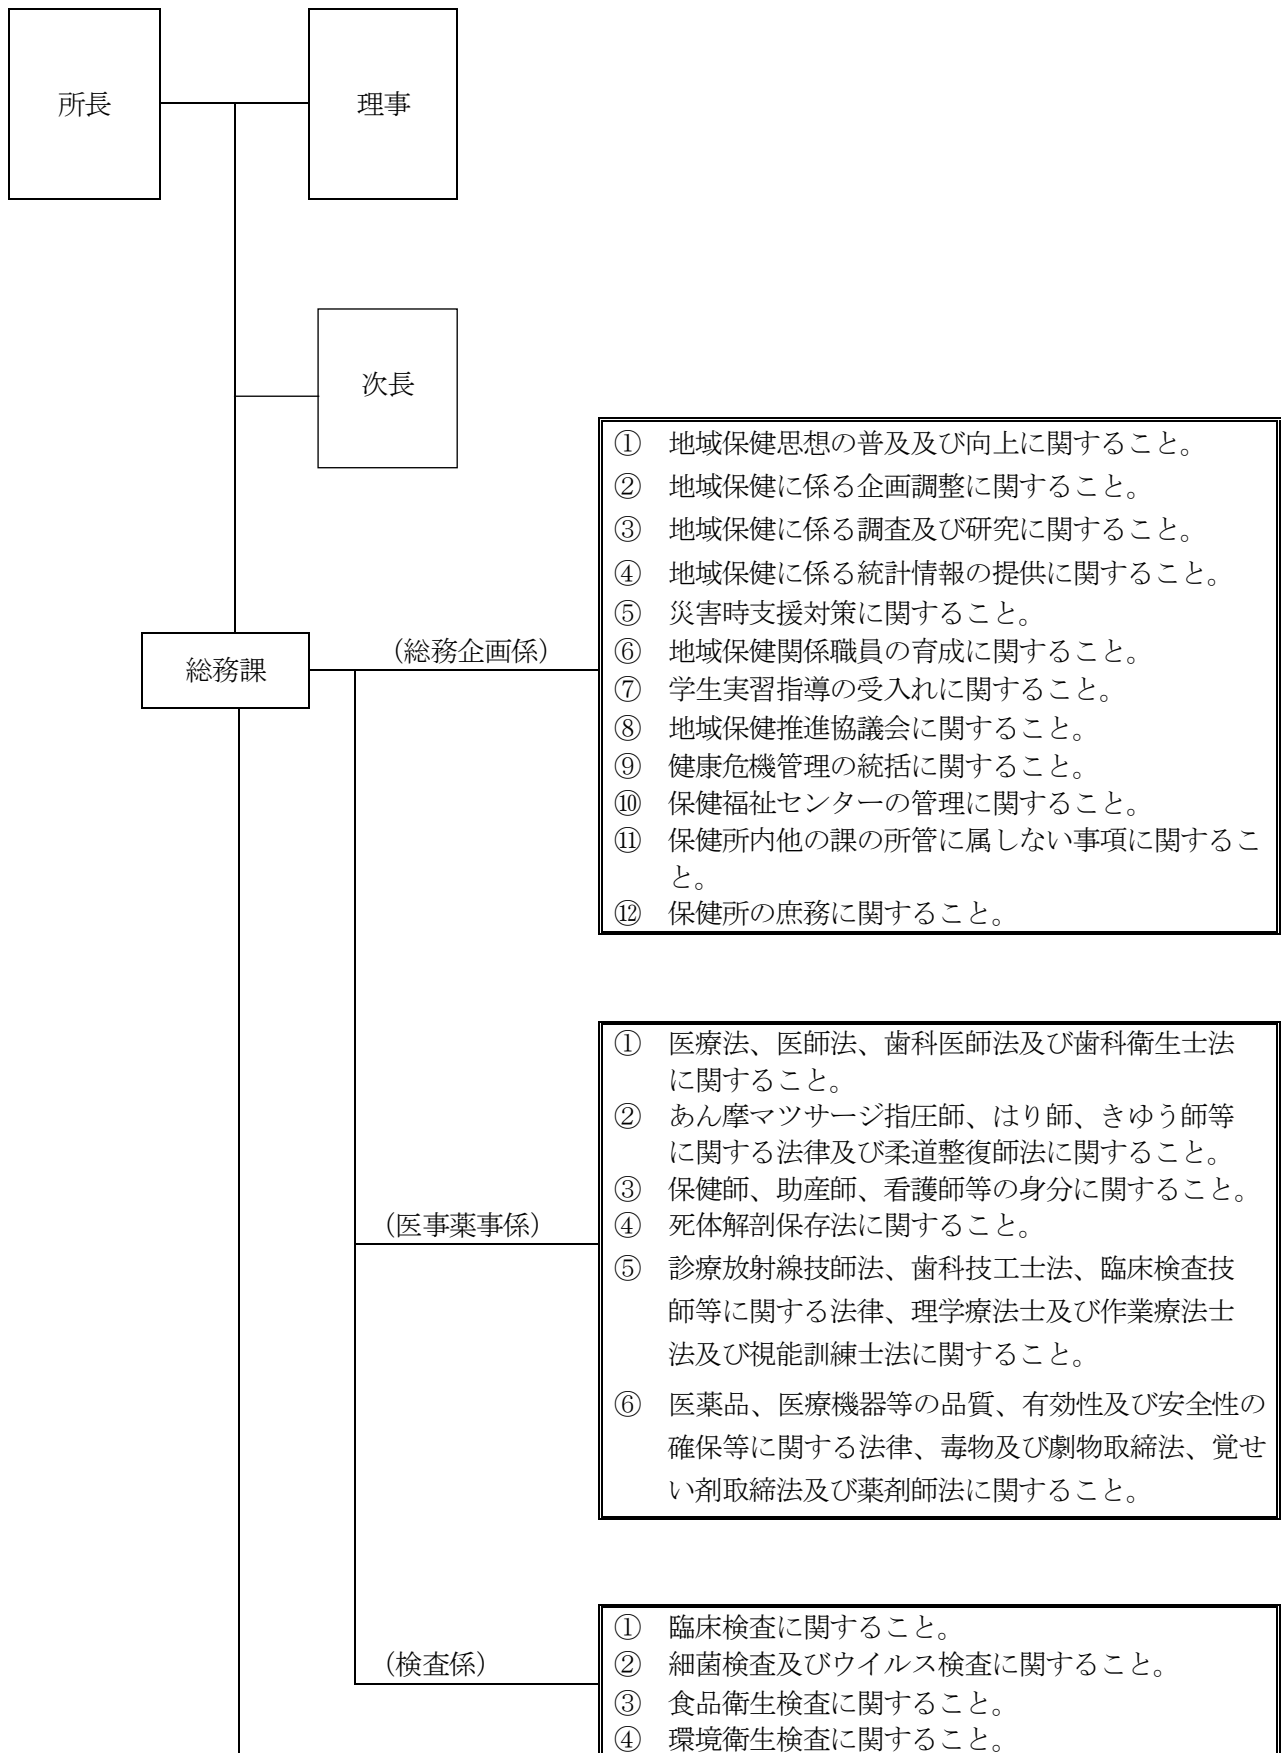 所長
理事
次長
総務課
（総務企画係）
① 地域保健思想の普及及び向上に関すること。
② 地域保健に係る企画調整に関すること。
③ 地域保健に係る調査及び研究に関すること。
④ 地域保健に係る統計情報の提供に関すること。
⑤ 災害時支援対策に関すること。
⑥ 地域保健関係職員の育成に関すること。
⑦ 学生実習指導の受入れに関すること。
⑧ 地域保健推進協議会に関すること。
⑨ 健康危機管理の統括に関すること。
⑩ 保健福祉センターの管理に関すること。
⑪ 保健所内他の課の所管に属しない事項に関するこ
と。
⑫ 保健所の庶務に関すること。
（医事薬事係）
① 医療法、医師法、歯科医師法及び歯科衛生士法
に関すること。
② あん摩マツサージ指圧師、はり師、きゆう師等
に関する法律及び柔道整復師法に関すること。
③ 保健師、助産師、看護師等の身分に関すること。
④ 死体解剖保存法に関すること。
⑤ 診療放射線技師法、歯科技工士法、臨床検査技
師等に関する法律、理学療法士及び作業療法士
法及び視能訓練士法に関すること。
⑥ 医薬品、医療機器等の品質、有効性及び安全性の
確保等に関する法律、毒物及び劇物取締法、覚せ
い剤取締法及び薬剤師法に関すること。
（検査係）
① 臨床検査に関すること。
② 細菌検査及びウイルス検査に関すること。
③ 食品衛生検査に関すること。
④ 環境衛生検査に関すること。